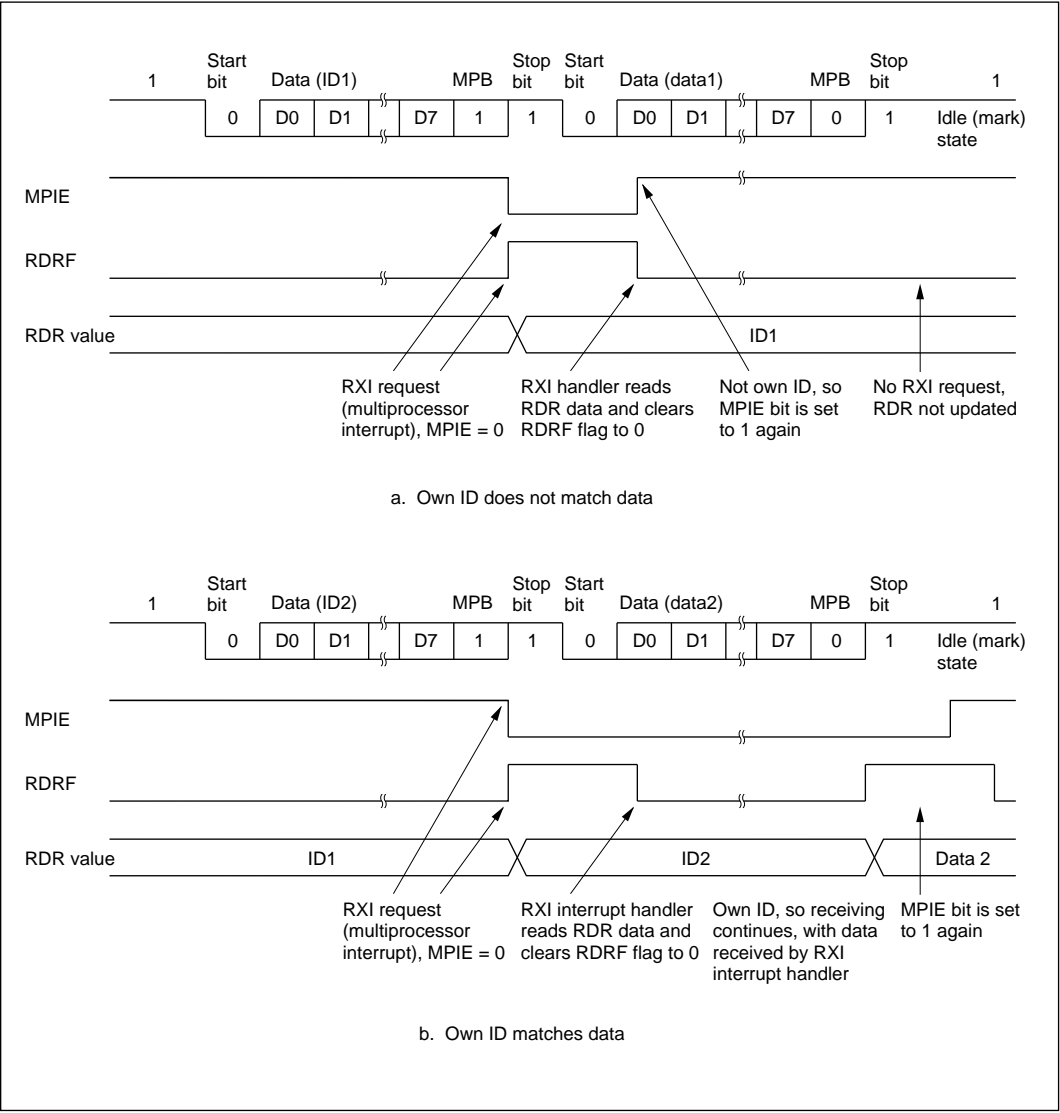 Start Stop Start Stop
1 bit Data (ID1) MPB bit bit Data (data1) MPB bit 1
0 D0 D1 D7 1 1 0 D0 D1 D7 0 1 Idle (mark)
state
MPIE
RDRF
RDR value ID1
RXI request
(multiprocessor
interrupt), MPIE = 0
RXI handler reads
RDR data and clears
RDRF flag to 0
Not own ID, so
MPIE bit is set
to 1 again
No RXI request,
RDR not updated
a. Own ID does not match data
Start Stop Start Stop
1 bit Data (ID2) MPB bit bit Data (data2) MPB bit 1
0 D0 D1 D7 1 1 0 D0 D1 D7 0 1 Idle (mark)
state
MPIE
RDRF
RDR value ID1 ID2 Data 2
RXI request
(multiprocessor
interrupt), MPIE = 0
RXI interrupt handler
reads RDR data and
clears RDRF flag to 0
Own ID, so receiving
continues, with data
received by RXI
interrupt handler
MPIE bit is set
to 1 again
b. Own ID matches data